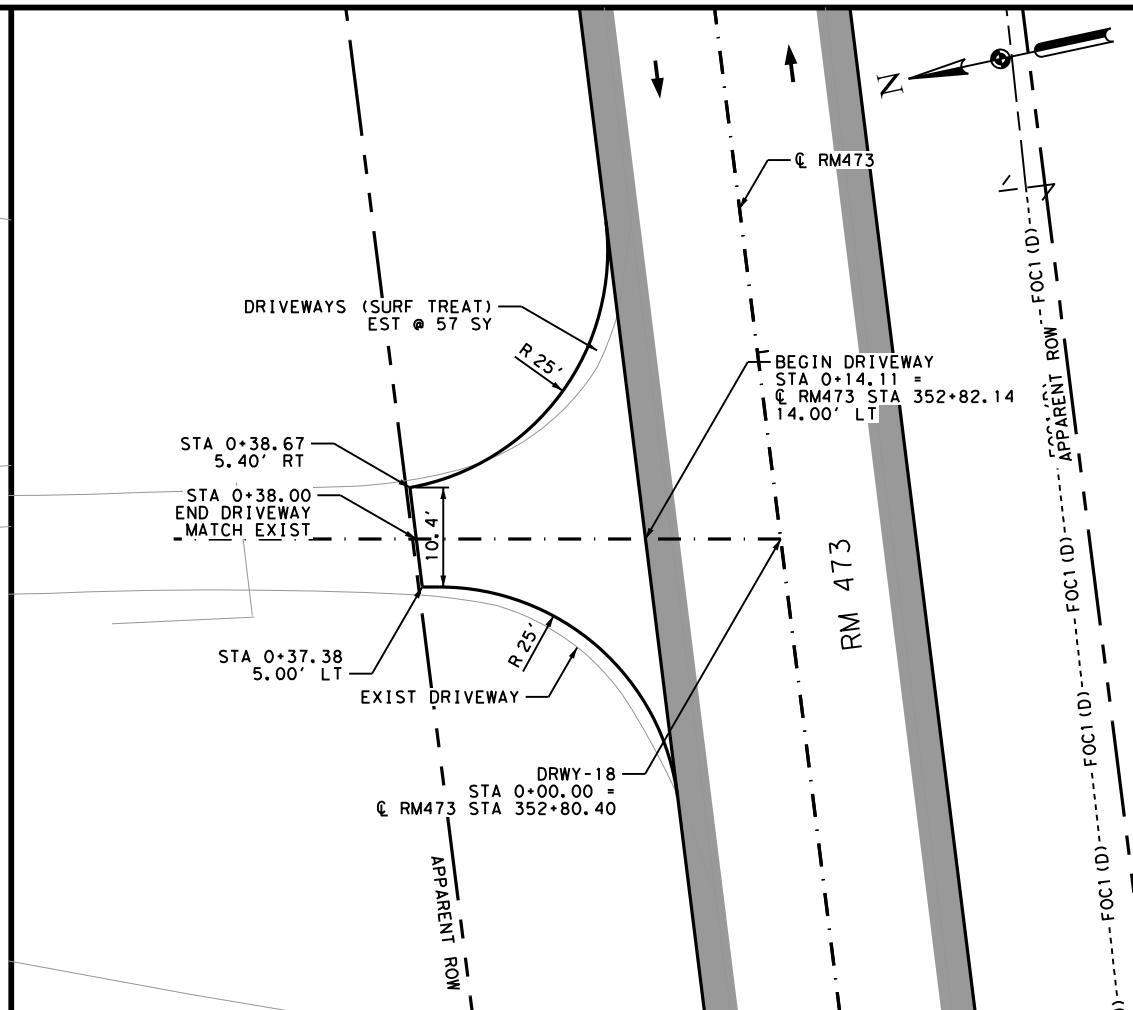 N
℄ RM473
FOC1(D)
DRIVEWAYS (SURF TREAT)
EST @ 57 SY
R 25'
BEGIN DRIVEWAY
STA 0+14.11 =
℄ RM473 STA 352+82.14
14.00' LT
APPARENT ROW
STA 0+38.67
5.40' RT
STA 0+38.00
END DRIVEWAY
MATCH EXIST
10.4'
RM 473
FOC1(D)
R 25'
STA 0+37.38
5.00' LT
EXIST DRIVEWAY
FOC1(D)
DRWY-18
STA 0+00.00 =
℄ RM473 STA 352+80.40
APPARENT ROW
FOC1(D)